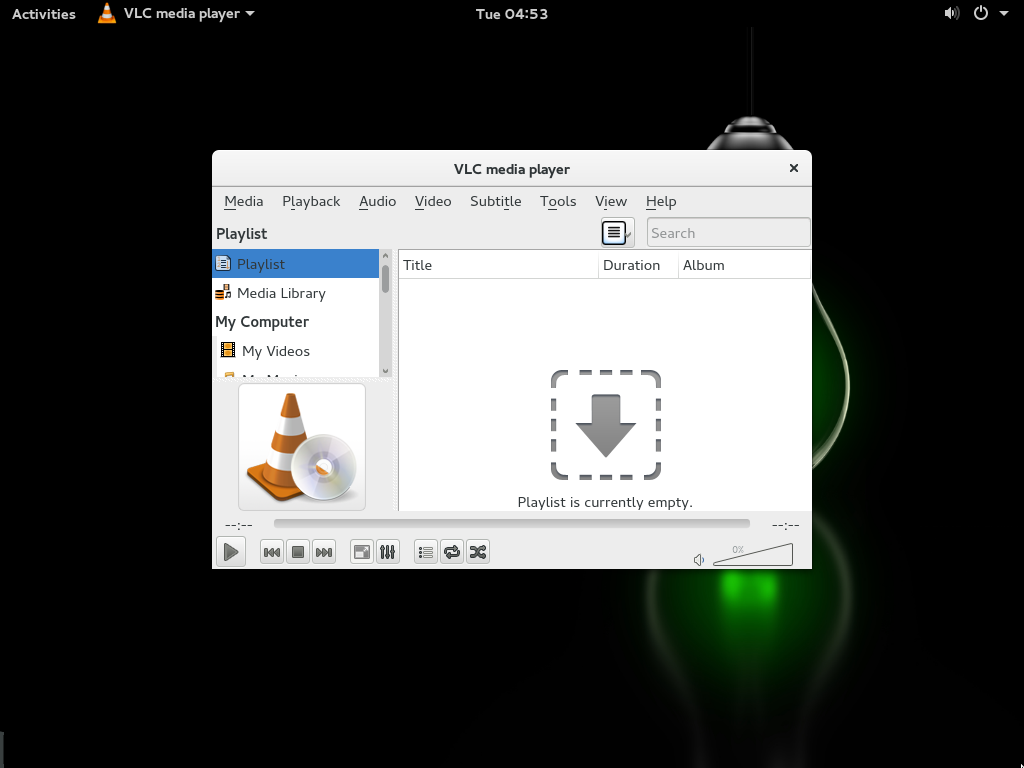 Activities VLC media player Tue 04:53
VLC media player
Media Playback Audio Video Subtitle Tools View Help
Playlist Search
Playlist
Media Library
My Computer
My Videos
Title Duration Album
Playlist is currently empty.
--:-- --:--
0%